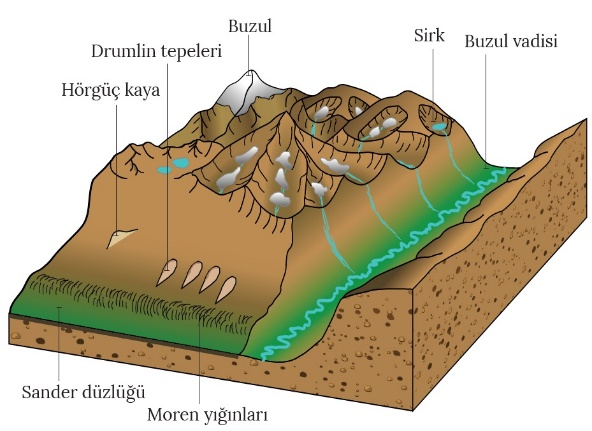 Buzul
Sirk
Buzul vadisi
Drumlin tepeleri
Hörgüç kaya
Sander düzlüğü
Moren yığınları